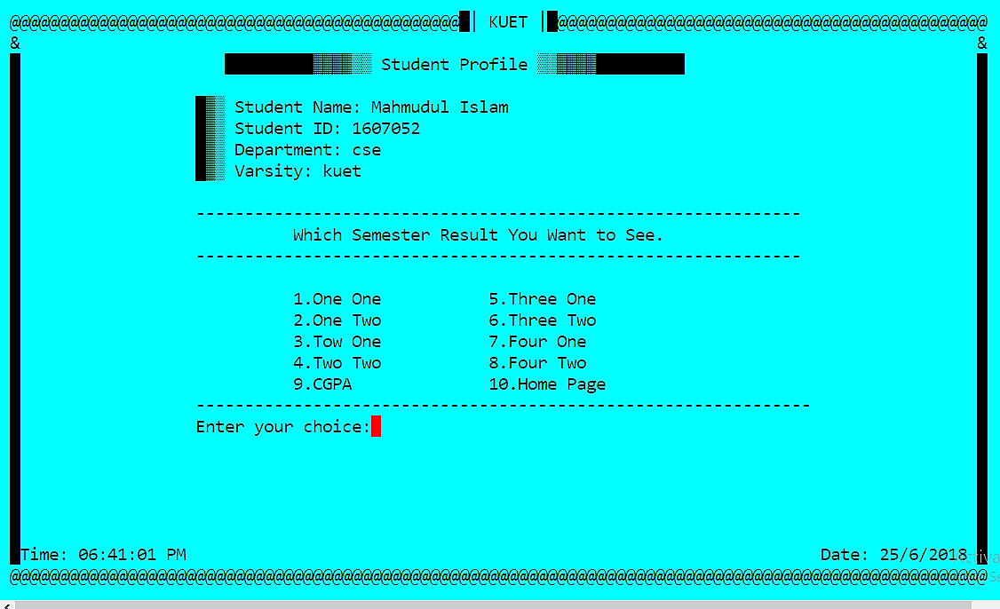 KUET
& &
Student Profile
Student Name: Mahmudul Islam
Student ID: 1607052
Department: cse
Varsity: kuet
Which Semester Result You Want to See.
1.One One 5.Three One
2.One Two 6.Three Two
3.Tow One 7.Four One
4.Two Two 8.Four Two
9.CGPA 10.Home Page
Enter your choice:
Time: 06:41:01 PM Date: 25/6/2018